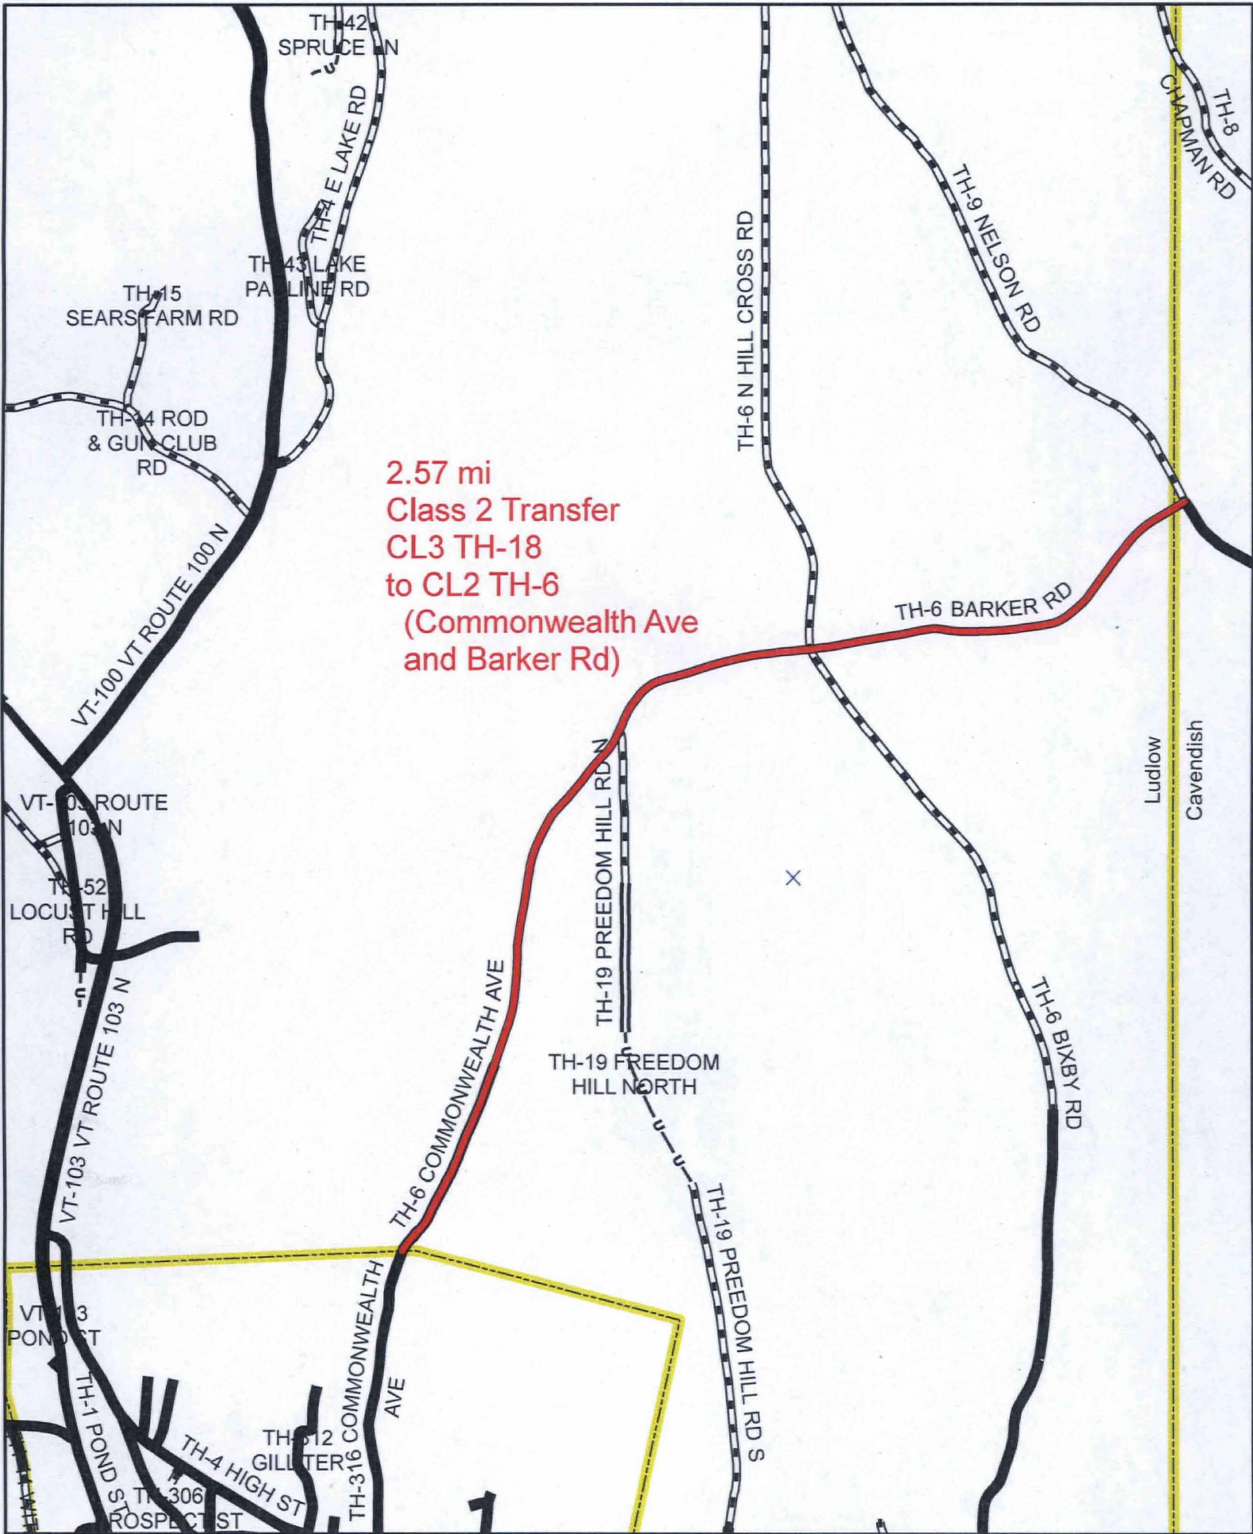 TH-42
SPRUCE LN
TH-4 E LAKE RD
TH-8
CHAPMAN RD
TH-9 NELSON RD
TH-6 N HILL CROSS RD
TH-43 LAKE
PAULINE RD
TH-15
SEARS FARM RD
TH-14 ROD
& GUN CLUB
RD
2.57 mi
Class 2 Transfer
CL3 TH-18
to CL2 TH-6
(Commonwealth Ave
and Barker Rd)
VT-100 VT ROUTE 100 N
TH-6 BARKER RD
Ludlow
Cavendish
VT-103 ROUTE
103 N
TH-52
LOCUST HILL
RD
TH-19 PREEDOM HILL RD N
TH-6 COMMONWEALTH AVE
VT-103 VT ROUTE 103 N
TH-19 FREEDOM
HILL NORTH
TH-6 BIXBY RD
TH-19 PREEDOM HILL RD S
VT-103
POND ST
TH-1 POND ST
TH-316 COMMONWEALTH
AVE
TH-312
GILL TER
TH-4 HIGH ST
TH-306
PROSPECT ST
1